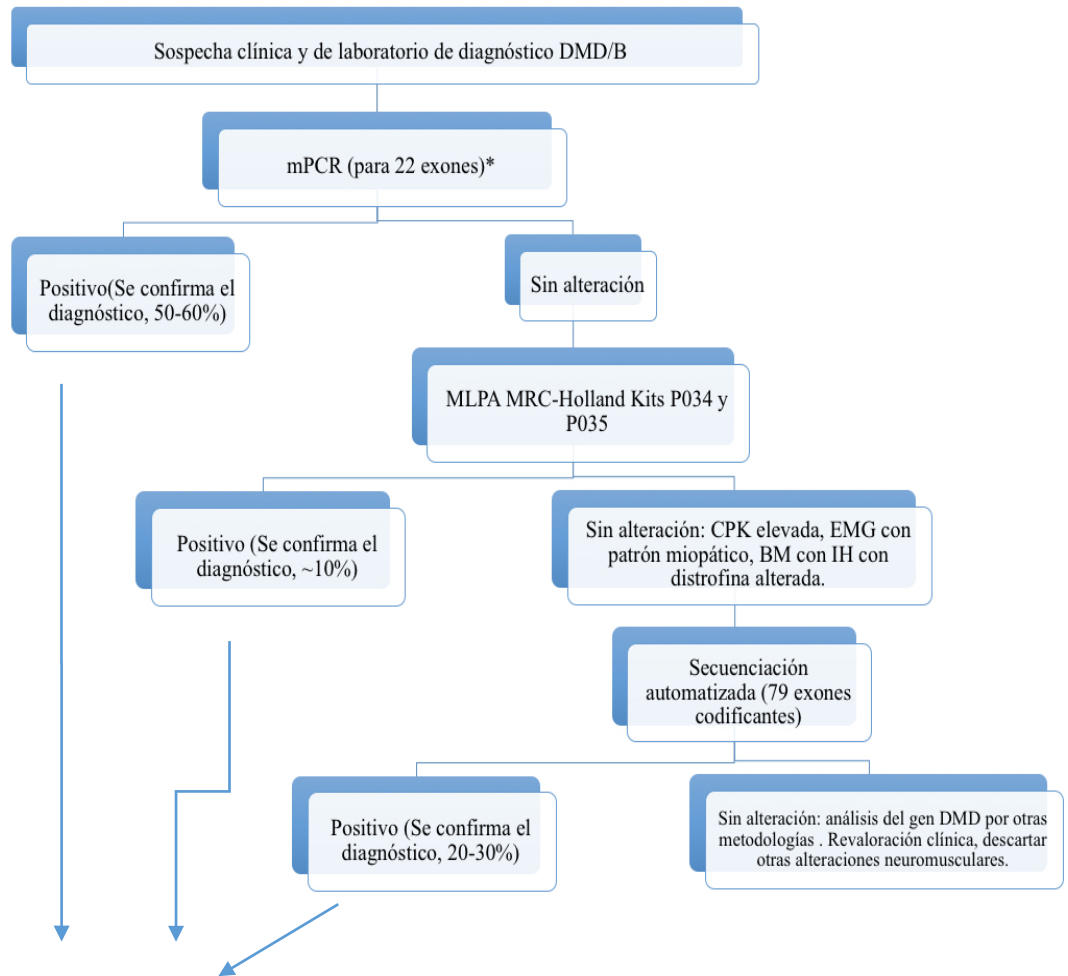 Sospecha clínica y de laboratorio de diagnóstico DMD/B
mPCR (para 22 exones)*
Positivo(Se confirma el
diagnóstico, 50-60%)
Sin alteración
MLPA MRC-Holland Kits P034 y
P035
Positivo (Se confirma el
diagnóstico, ~10%)
Sin alteración: CPK elevada, EMG con
patrón miopático, BM con IH con
distrofina alterada.
Secuenciación
automatizada (79 exones
codificantes)
Positivo (Se confirma el
diagnóstico, 20-30%)
Sin alteración: análisis del gen DMD por otras
metodologías . Revaloración clínica, descartar
otras alteraciones neuromusculares.